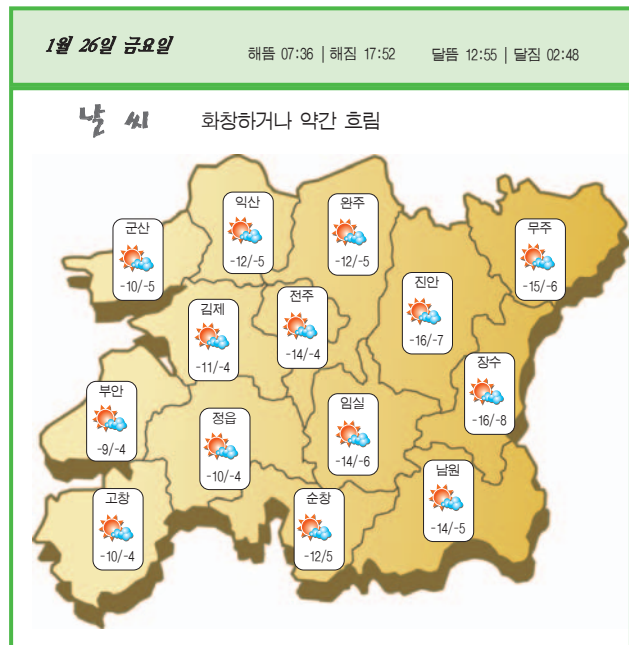 1월 26일 금요일
해뜸 07:36 | 해짐 17:52 달뜸 12:55 | 달짐 02:48
날 씨 화창하거나 약간 흐림
익산
-12/-5
완주
-12/-5
군산
-10/-5
무주
-15/-6
진안
-16/-7
전주
-14/-4
김제
-11/-4
장수
-16/-8
부안
-9/-4
임실
-14/-6
정읍
-10/-4
남원
-14/-5
고창
-10/-4
순창
-12/5